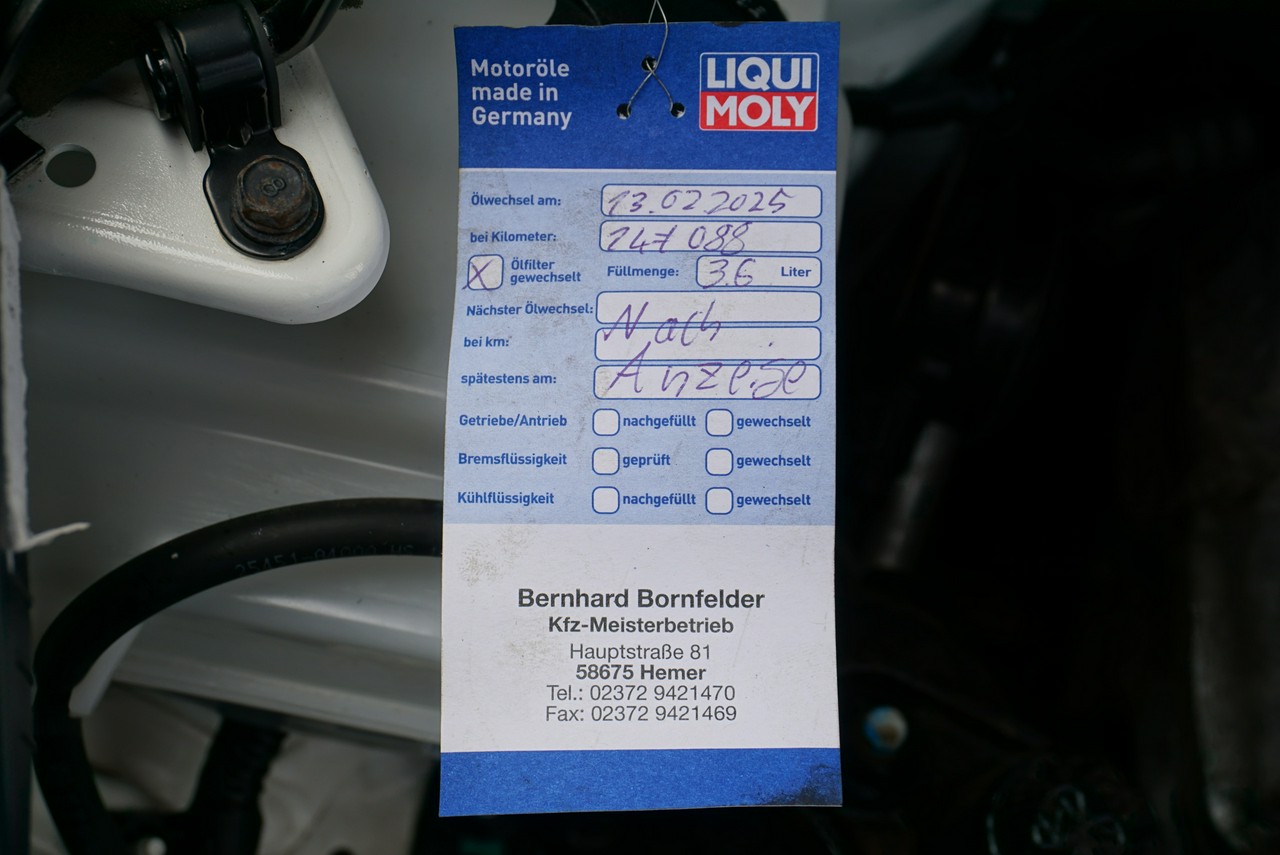 Motoröle
made in
Germany
LIQUI
MOLY
Ölwechsel am: 13.02.2025
bei Kilometer: 147 088
X Ölfilter gewechselt Füllmenge: 3.6 Liter
Nächster Ölwechsel: Nach
bei km:
spätestens am: Anzeige
Getriebe/Antrieb nachgefüllt gewechselt
Bremsflüssigkeit geprüft gewechselt
Kühlflüssigkeit nachgefüllt gewechselt
Bernhard Bornfelder
Kfz-Meisterbetrieb
Hauptstraße 81
58675 Hemer
Tel.: 02372 9421470
Fax: 02372 9421469
8